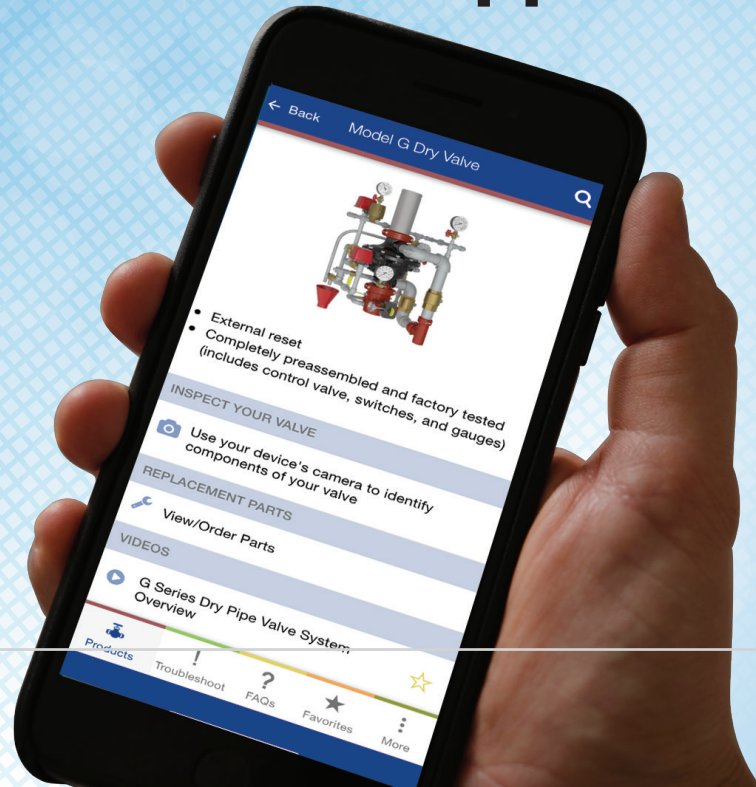 Back
Model G Dry Valve
• External reset
• Completely preassembled and factory tested
(includes control valve, switches, and gauges)
INSPECT YOUR VALVE
Use your device's camera to identify
components of your valve
REPLACEMENT PARTS
View/Order Parts
VIDEOS
G Series Dry Pipe Valve System
Overview
Products
Troubleshoot
FAQs
Favorites
More